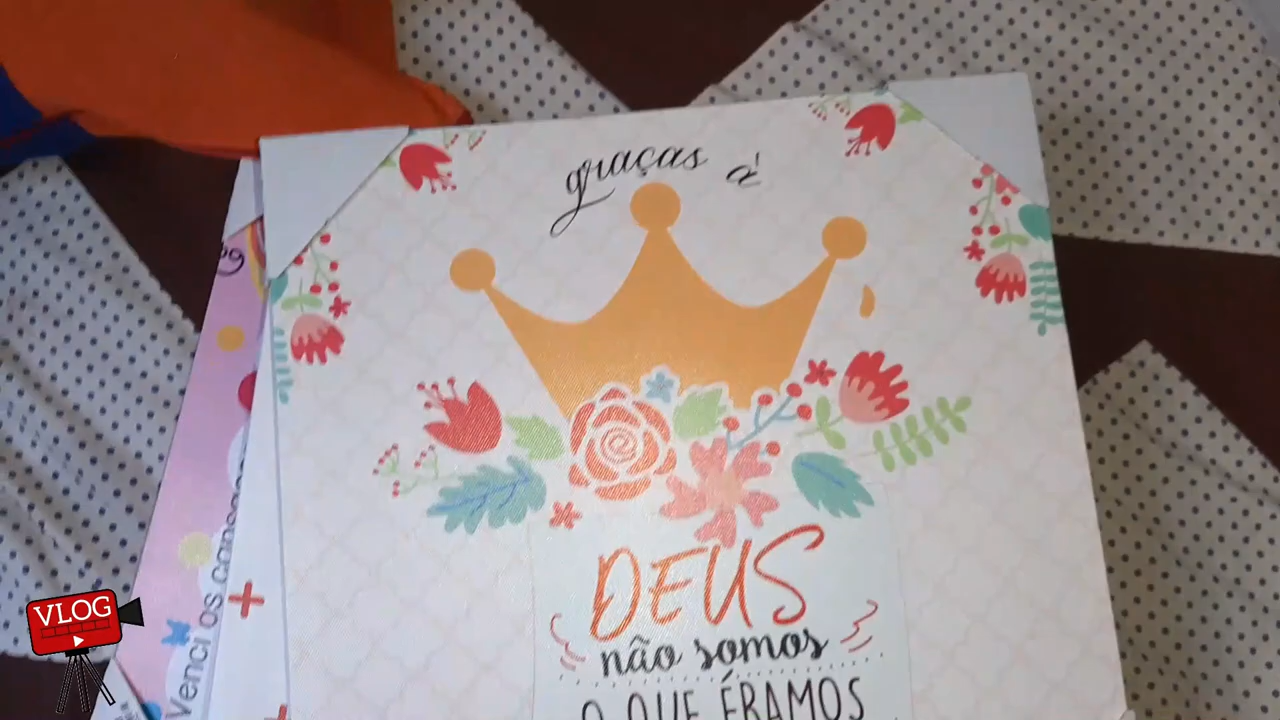 graças à
DEUS
não somos
O QUE ÉRAMOS
Venci os
VLOG